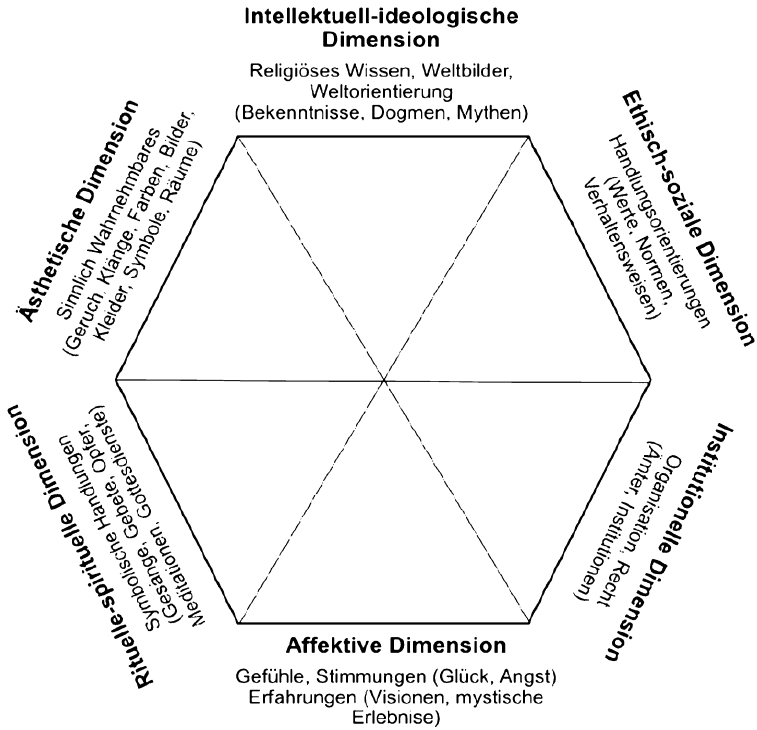 Intellektuell-ideologische
Dimension
Religiöses Wissen, Weltbilder,
Weltorientierung
(Bekenntnisse, Dogmen, Mythen)
Ethisch-soziale Dimension
Handlungsorientierungen
(Werte, Normen,
Verhaltensweisen)
Institutionelle Dimension
Organisation, Recht
(Ämter, Institutionen)
Affektive Dimension
Gefühle, Stimmungen (Glück, Angst)
Erfahrungen (Visionen, mystische
Erlebnise)
Rituelle-spirituelle Dimension
Symbolische Handlungen
(Gesänge, Gebete, Opfer,
Meditationen, Gottesdienste)
Ästhetische Dimension
Sinnlich Wahrnehmbares
(Geruch, Klänge, Farben, Bilder,
Kleider, Symbole, Räume)